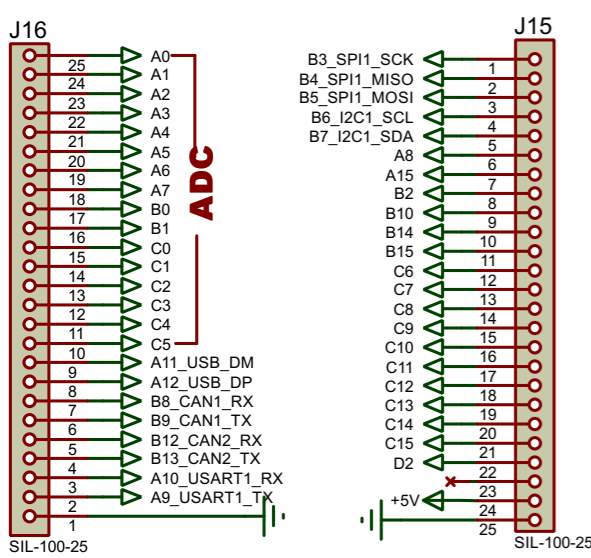 J16
25 A0
24 A1
23 A2
22 A3
21 A4
20 A5
19 A6
18 A7
17 B0
16 B1
15 C0
14 C1
13 C2
12 C3
11 C4
10 C5
9 A11_USB_DM
8 A12_USB_DP
7 B8_CAN1_RX
6 B9_CAN1_TX
5 B12_CAN2_RX
4 B13_CAN2_TX
3 A10_USART1_RX
2 A9_USART1_TX
1
SIL-100-25
ADC
J15
B3_SPI1_SCK 1
B4_SPI1_MISO 2
B5_SPI1_MOSI 3
B6_I2C1_SCL 4
B7_I2C1_SDA 5
A8 6
A15 7
B2 8
B10 9
B14 10
B15 11
C6 12
C7 13
C8 14
C9 15
C10 16
C11 17
C12 18
C13 19
C14 20
C15 21
D2 22
23
+5V 24
25
SIL-100-25